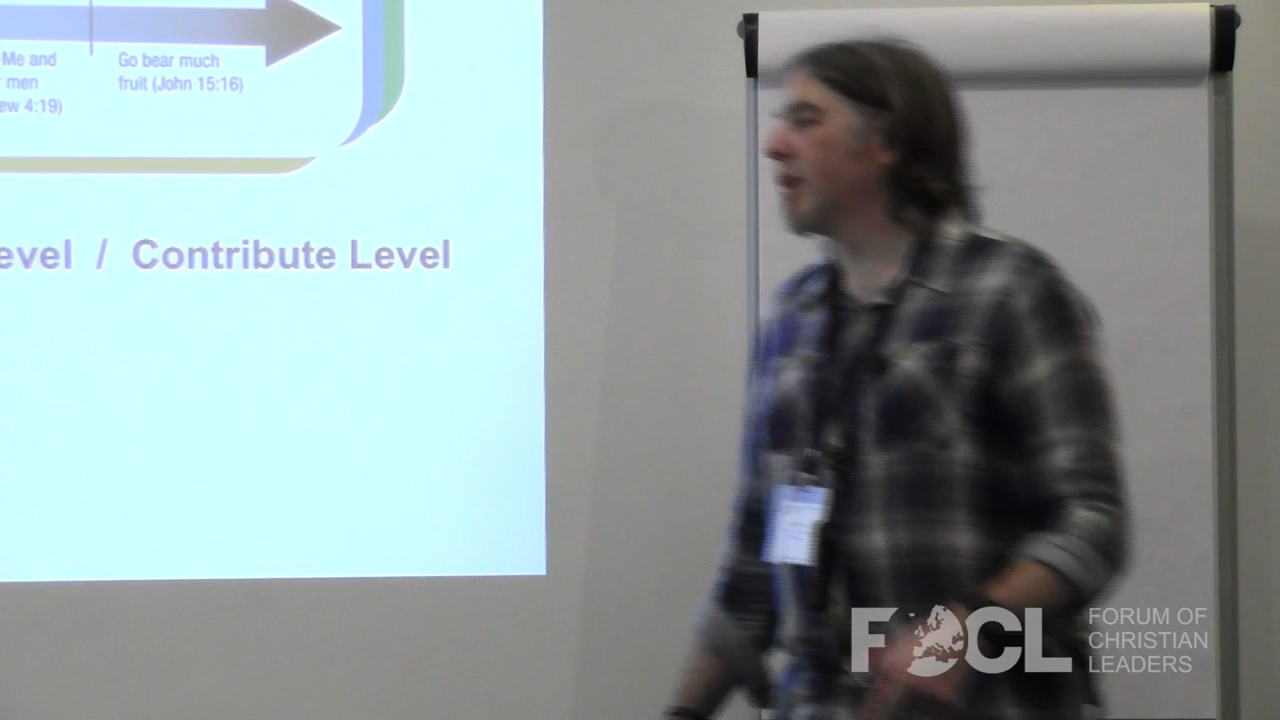 Me and
men
ew 4:19)
Go bear much
fruit (John 15:16)
evel / Contribute Level
FOCL
FORUM OF
CHRISTIAN
LEADERS